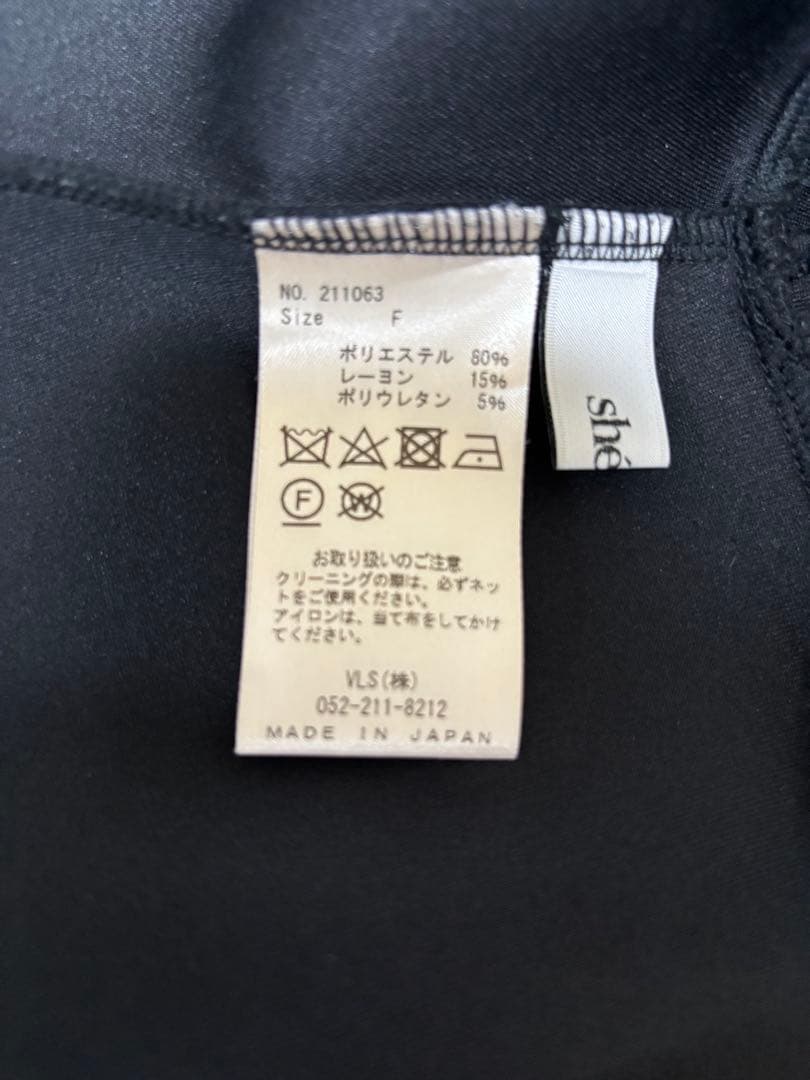 NO. 211063
Size F
ポリエステル 80%
レーヨン 15%
ポリウレタン 5%
F
W
お取り扱いのご注意
クリーニングの際は、必ずネッ
トをご使用ください。
アイロンは、当て布をしてかけ
てください。
VLS(株)
052-211-8212
MADE IN JAPAN
shé